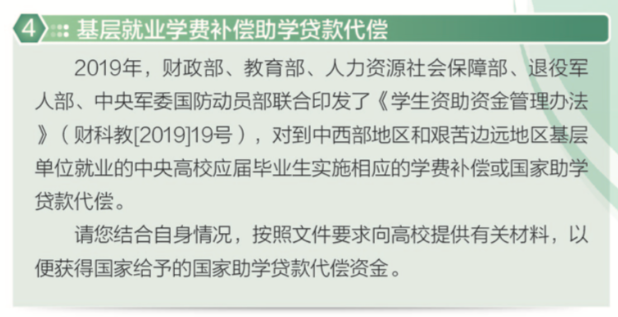 4 基层就业学费补偿助学贷款代偿
2019年，财政部、教育部、人力资源社会保障部、退役军
人部、中央军委国防动员部联合印发了《学生资助资金管理办法
》（财科教[2019]19号），对到中西部地区和艰苦边远地区基层
单位就业的中央高校应届毕业生实施相应的学费补偿或国家助学
贷款代偿。
请您结合自身情况，按照文件要求向高校提供有关材料，以
便获得国家给予的国家助学贷款代偿资金。